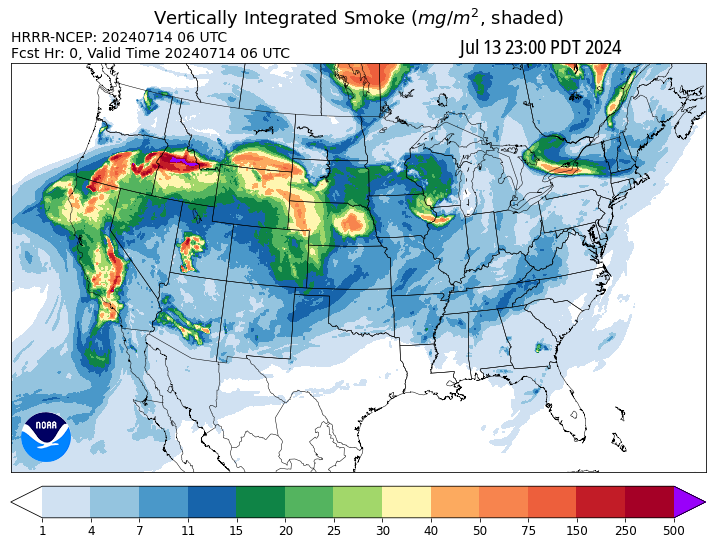 Vertically Integrated Smoke (mg/m², shaded)
HRRR-NCEP: 20240714 06 UTC
Fcst Hr: 0, Valid Time 20240714 06 UTC
Jul 13 23:00 PDT 2024
NOAA
1 4 7 11 15 20 25 30 40 50 75 150 250 500